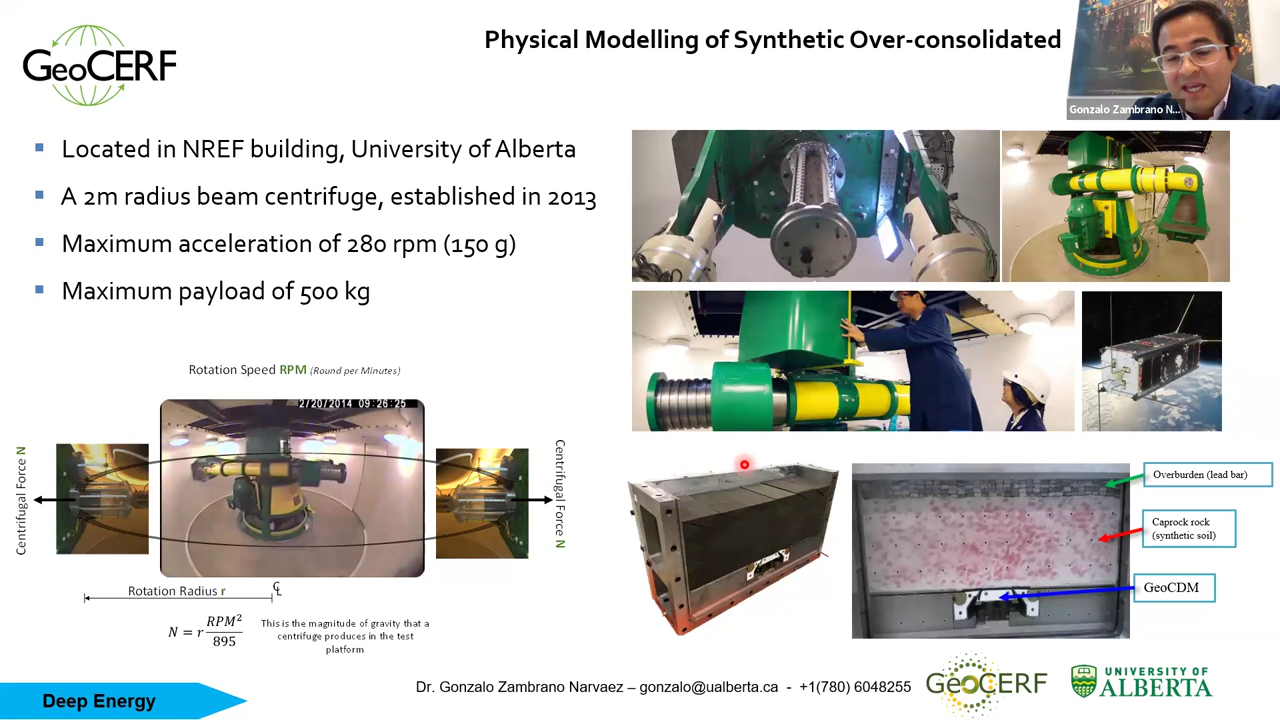 GeoCERF
Physical Modelling of Synthetic Over-consolidated
Gonzalo Zambrano N...
Located in NREF building, University of Alberta
A 2m radius beam centrifuge, established in 2013
Maximum acceleration of 280 rpm (150 g)
Maximum payload of 500 kg
Rotation Speed RPM (Round per Minutes)
2/20/2014 09:26:25
Centrifugal Force N
Centrifugal Force N
Rotation Radius r
℄
N = r RPM² / 895
This is the magnitude of gravity that a
centrifuge produces in the test
platform
Overburden (lead bar)
Caprock rock
(synthetic soil)
GeoCDM
Deep Energy
Dr. Gonzalo Zambrano Narvaez – gonzalo@ualberta.ca - +1(780) 6048255
GeoCERF
UNIVERSITY OF
ALBERTA